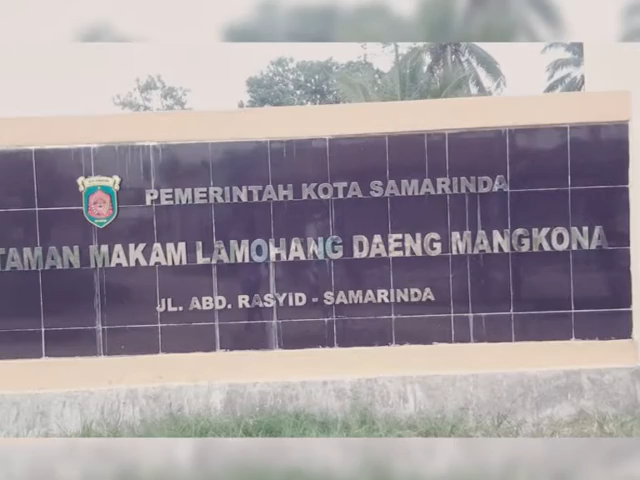 PEMERINTAH KOTA SAMARINDA
TAMAN MAKAM LAMOHANG DAENG MANGKONA
JL. ABD. RASYID - SAMARINDA